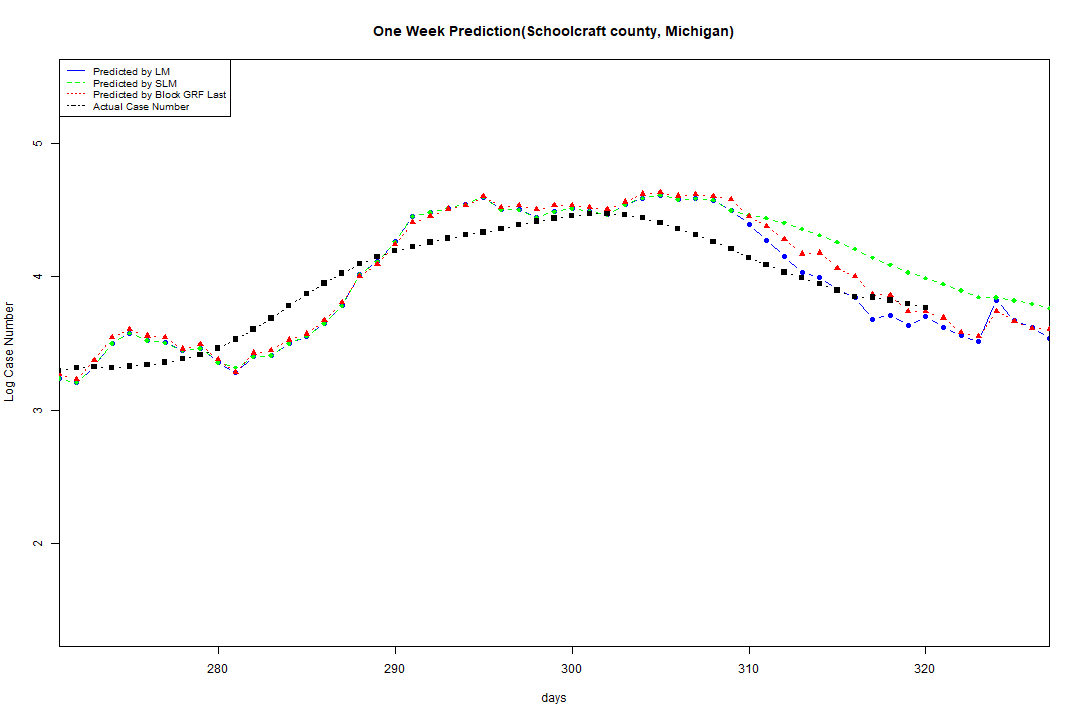 One Week Prediction(Schoolcraft county, Michigan)
Predicted by LM
Predicted by SLM
Predicted by Block GRF Last
Actual Case Number
5
4
3
2
Log Case Number
280 290 300 310 320
days